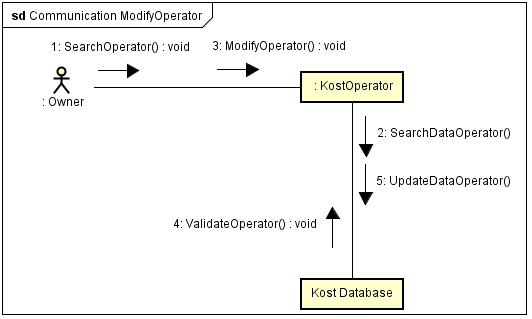 sd Communication ModifyOperator
1: SearchOperator() : void
3: ModifyOperator() : void
: Owner
: KostOperator
2: SearchDataOperator()
5: UpdateDataOperator()
4: ValidateOperator() : void
Kost Database